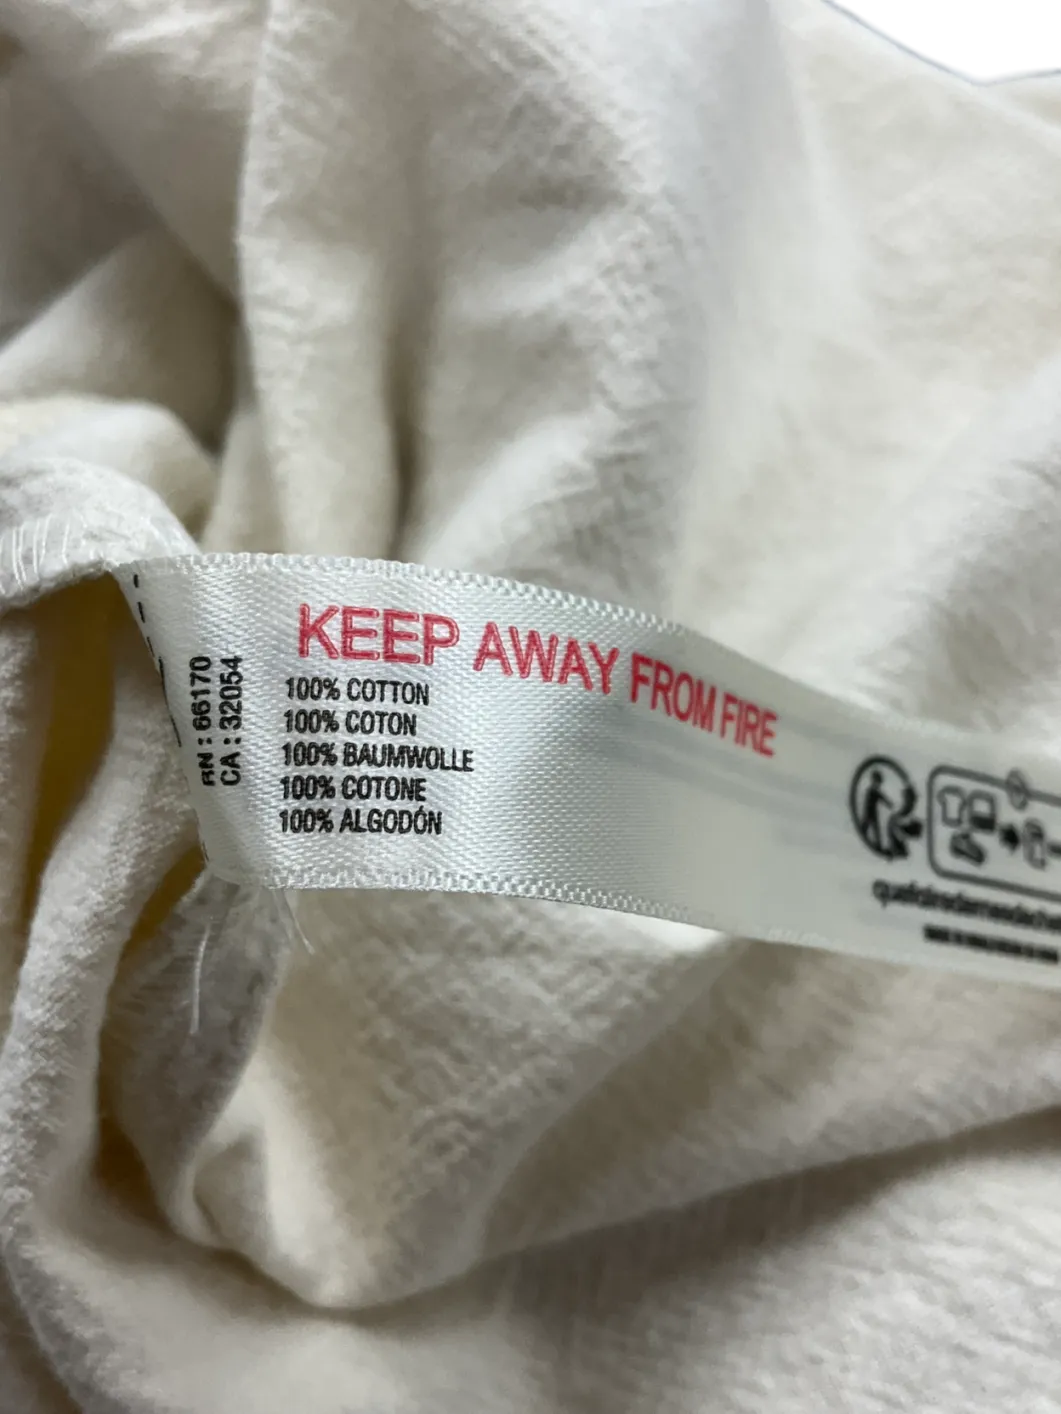 RN : 66170
CA : 32054
KEEP AWAY FROM FIRE
100% COTTON
100% COTON
100% BAUMWOLLE
100% COTONE
100% ALGODÓN